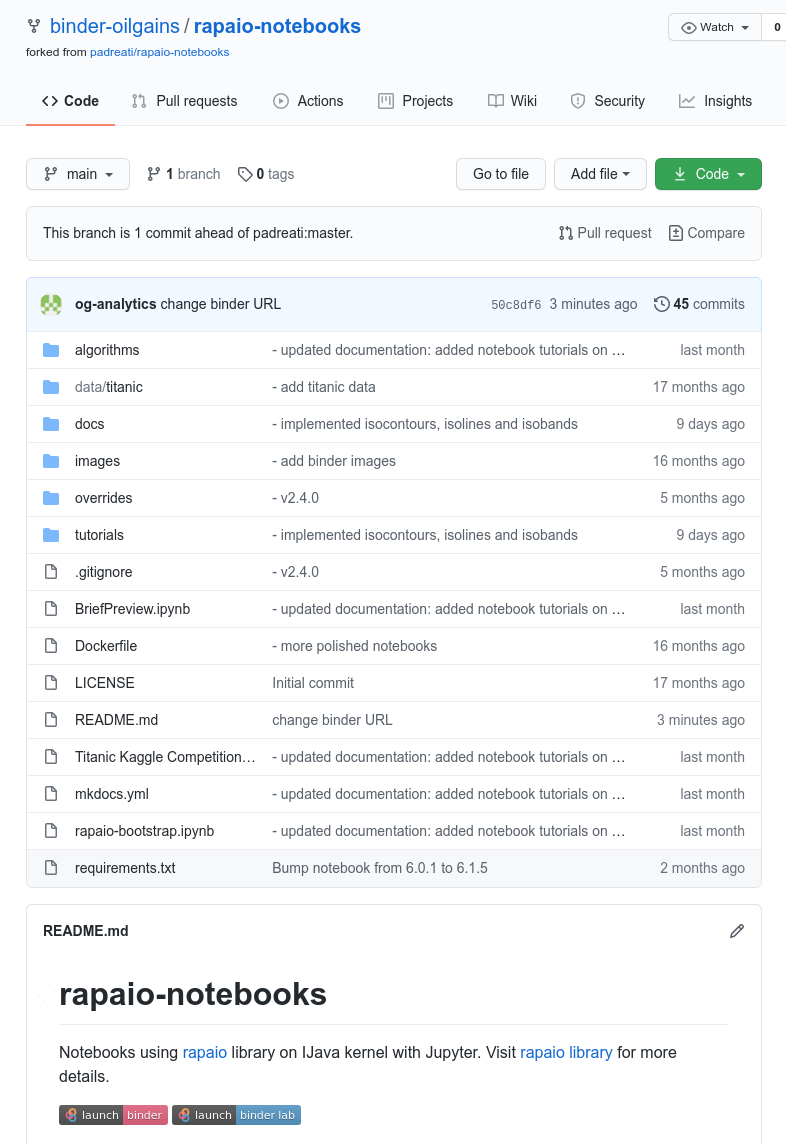 binder-oilgains / rapaio-notebooks
Watch 0
forked from padreati/rapaio-notebooks
Code Pull requests Actions Projects Wiki Security Insights
main 1 branch 0 tags Go to file Add file Code
This branch is 1 commit ahead of padreati:master. Pull request Compare
og-analytics change binder URL 50c8df6 3 minutes ago 45 commits
algorithms - updated documentation: added notebook tutorials on … last month
data/titanic - add titanic data 17 months ago
docs - implemented isocontours, isolines and isobands 9 days ago
images - add binder images 16 months ago
overrides - v2.4.0 5 months ago
tutorials - implemented isocontours, isolines and isobands 9 days ago
.gitignore - v2.4.0 5 months ago
BriefPreview.ipynb - updated documentation: added notebook tutorials on … last month
Dockerfile - more polished notebooks 16 months ago
LICENSE Initial commit 17 months ago
README.md change binder URL 3 minutes ago
Titanic Kaggle Competition… - updated documentation: added notebook tutorials on … last month
mkdocs.yml - updated documentation: added notebook tutorials on … last month
rapaio-bootstrap.ipynb - updated documentation: added notebook tutorials on … last month
requirements.txt Bump notebook from 6.0.1 to 6.1.5 2 months ago
README.md
rapaio-notebooks
Notebooks using rapaio library on IJava kernel with Jupyter. Visit rapaio library for more
details.
launch binder launch binder lab